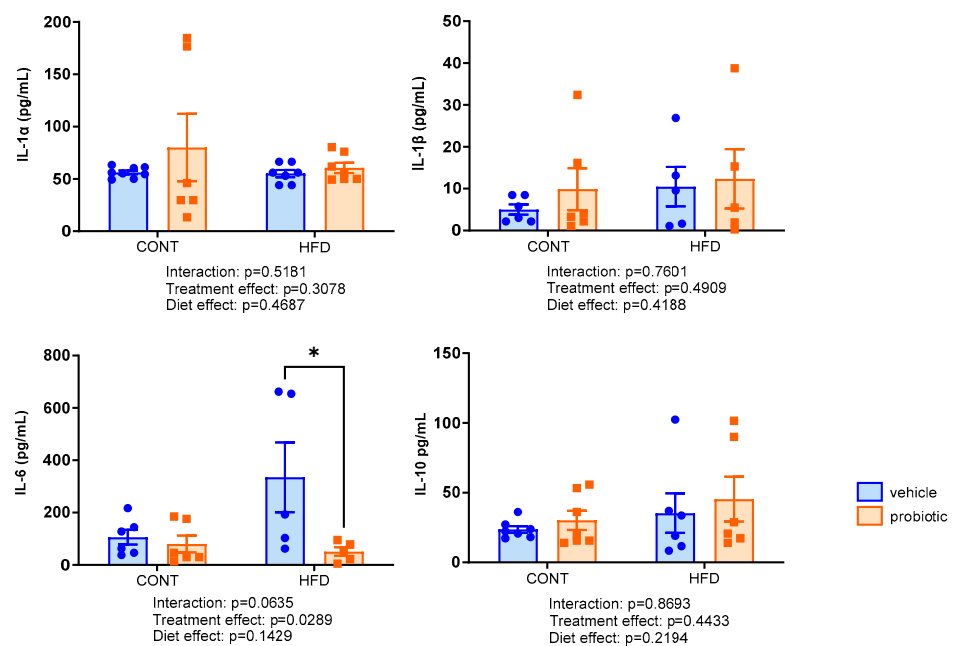 IL-1α (pg/mL)
200
150
100
50
0
CONT
HFD
Interaction: p=0.5181
Treatment effect: p=0.3078
Diet effect: p=0.4687
IL-1β (pg/mL)
50
40
30
20
10
0
CONT
HFD
Interaction: p=0.7601
Treatment effect: p=0.4909
Diet effect: p=0.4188
IL-6 (pg/mL)
800
600
400
200
0
*
CONT
HFD
Interaction: p=0.0635
Treatment effect: p=0.0289
Diet effect: p=0.1429
IL-10 pg/mL
150
100
50
0
CONT
HFD
Interaction: p=0.8693
Treatment effect: p=0.4433
Diet effect: p=0.2194
vehicle
probiotic